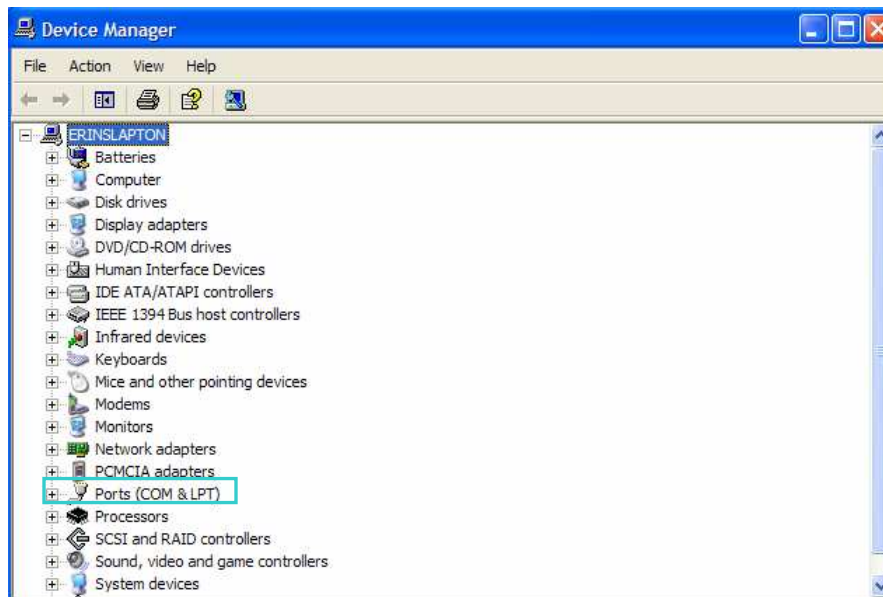 Device Manager
File Action View Help
ERINSLAPTON
Batteries
Computer
Disk drives
Display adapters
DVD/CD-ROM drives
Human Interface Devices
IDE ATA/ATAPI controllers
IEEE 1394 Bus host controllers
Infrared devices
Keyboards
Mice and other pointing devices
Modems
Monitors
Network adapters
PCMCIA adapters
Ports (COM & LPT)
Processors
SCSI and RAID controllers
Sound, video and game controllers
System devices